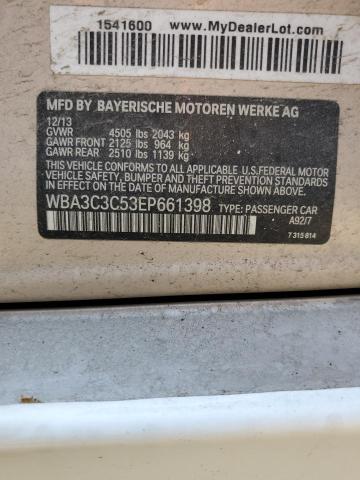 1541600
www.MyDealerLot.com
MFD BY BAYERISCHE MOTOREN WERKE AG
12/13
GVWR 4505 lbs 2043 kg
GAWR FRONT 2125 lbs 964 kg
GAWR REAR 2510 lbs 1139 kg
THIS VEHICLE CONFORMS TO ALL APPLICABLE U.S.FEDERAL MOTOR
VEHICLE SAFETY, BUMPER AND THEFT PREVENTION STANDARDS IN
EFFECT ON THE DATE OF MANUFACTURE SHOWN ABOVE.
WBA3C3C53EP661398 TYPE: PASSENGER CAR
A92/7
7 315 814